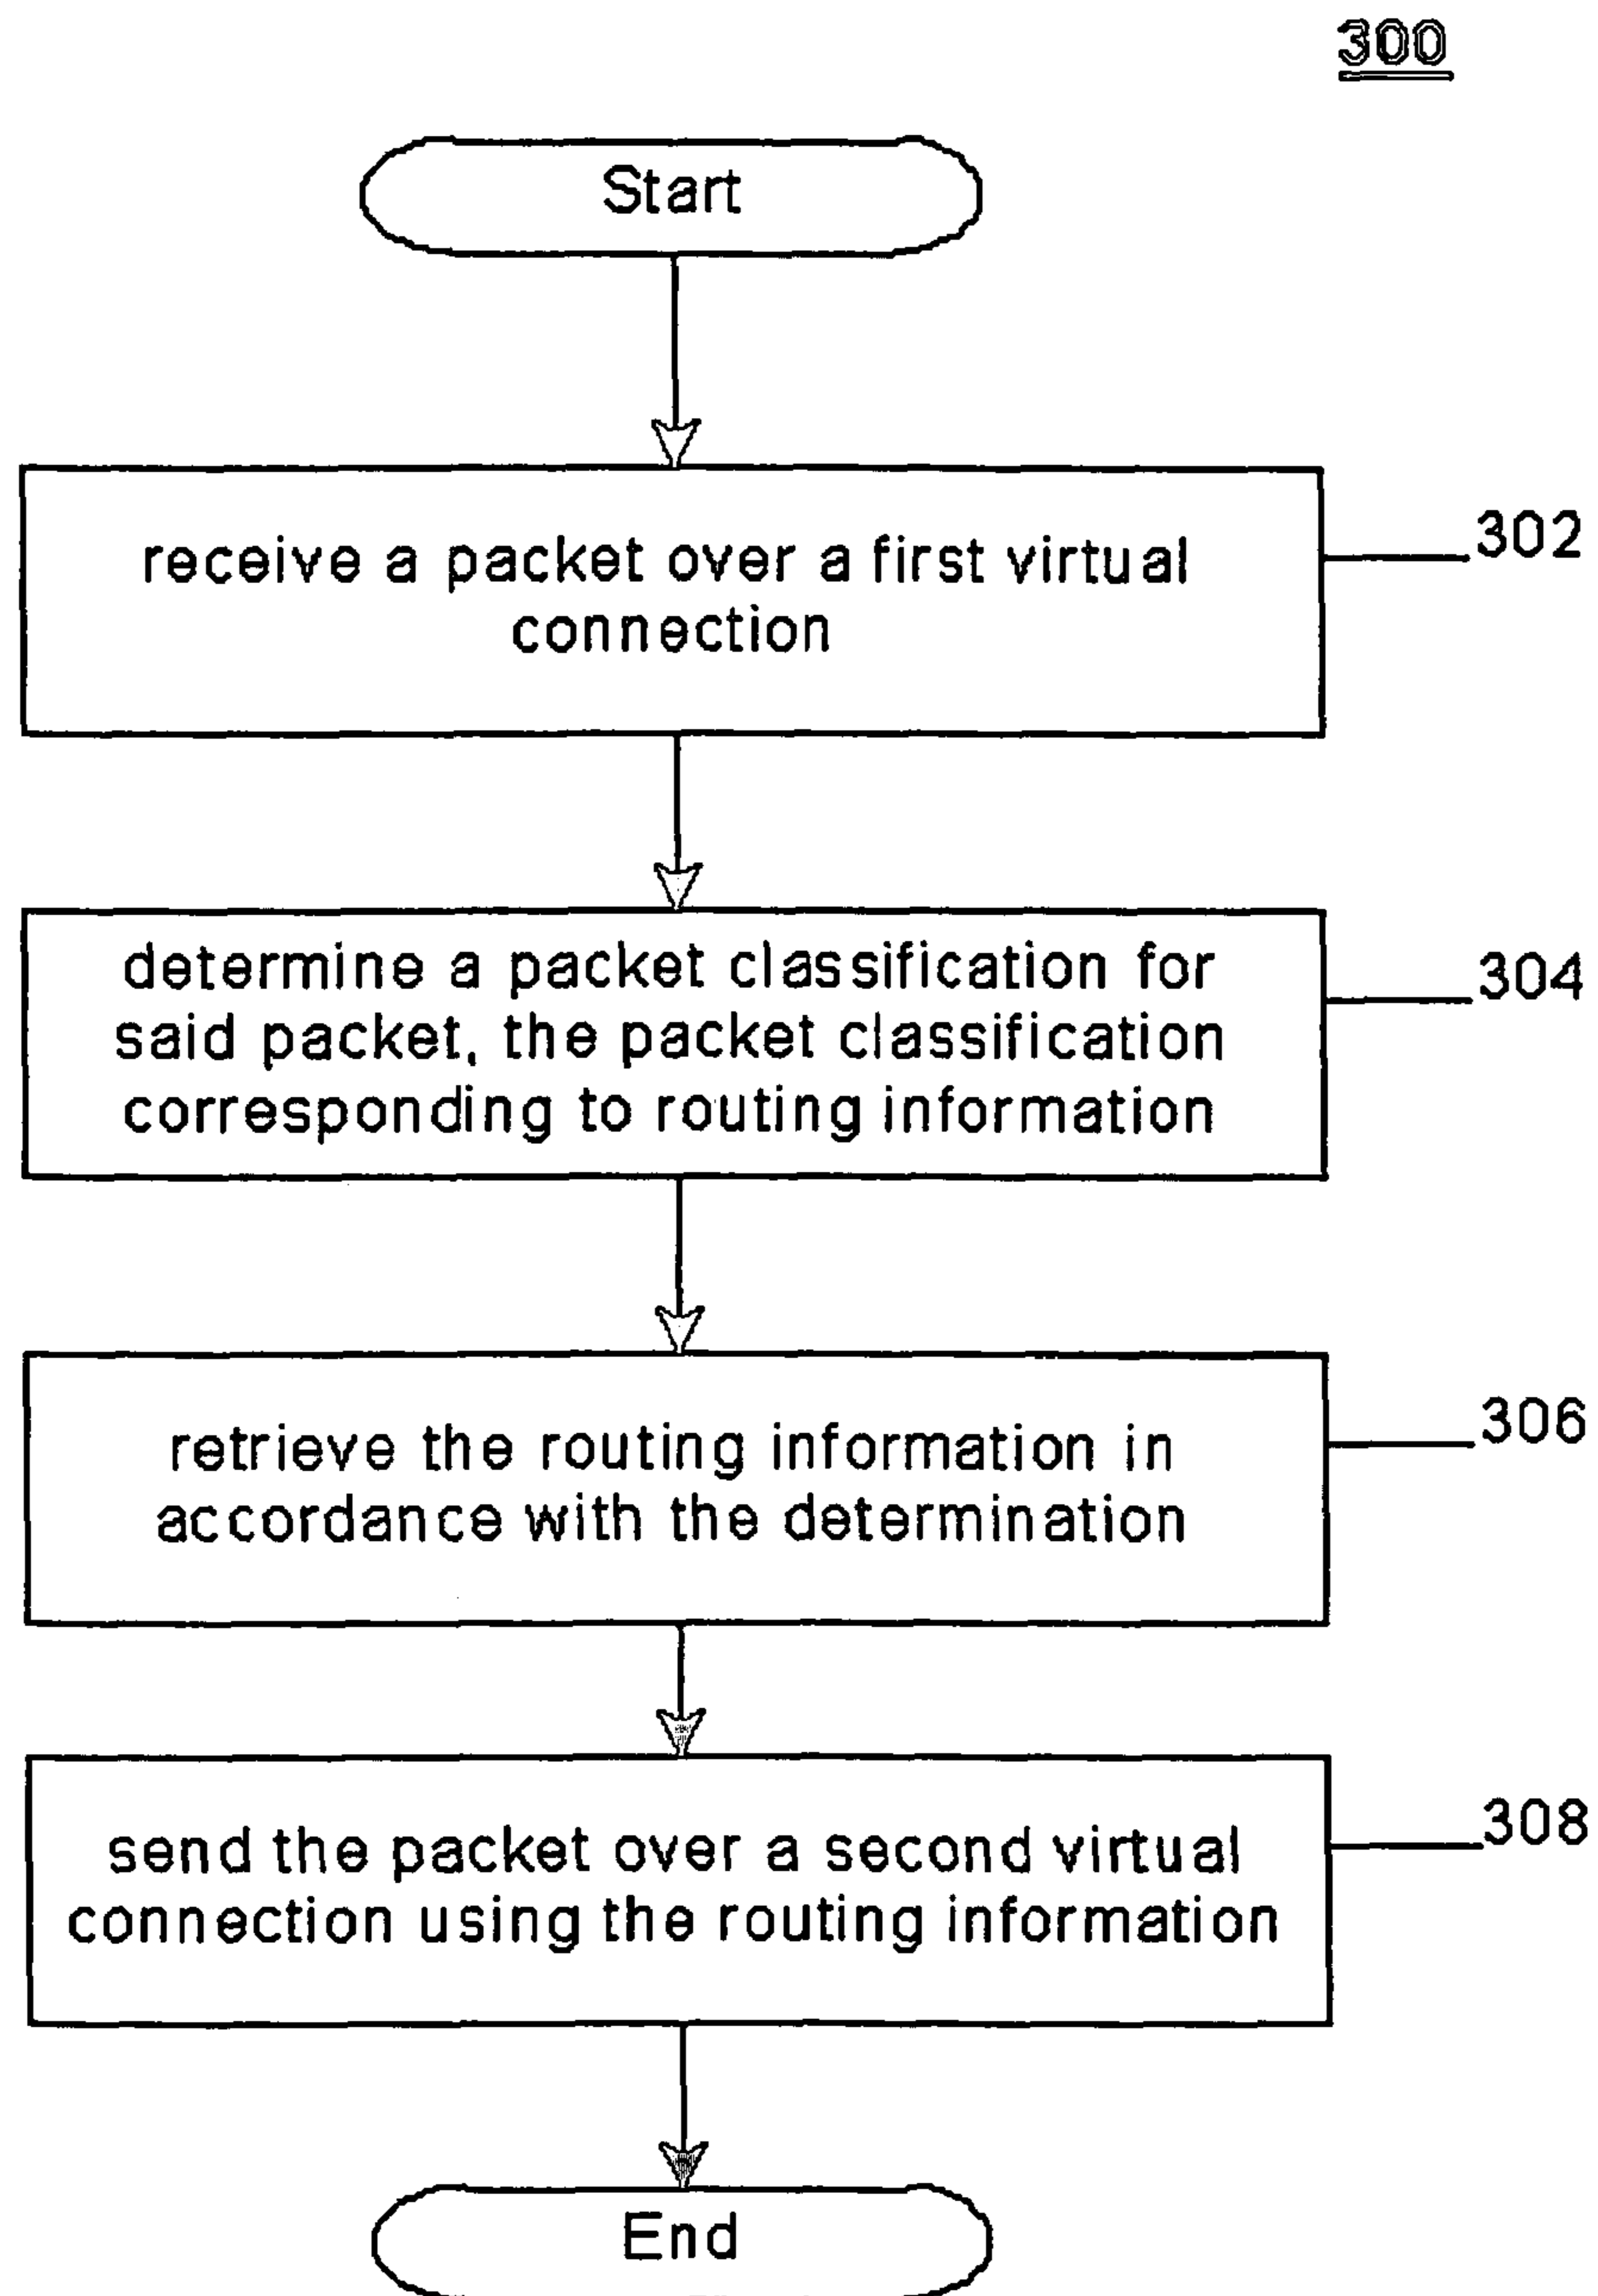 300
Start
receive a packet over a first virtual
connection
302
determine a packet classification for
said packet, the packet classification
corresponding to routing information
304
retrieve the routing information in
accordance with the determination
306
send the packet over a second virtual
connection using the routing information
308
End